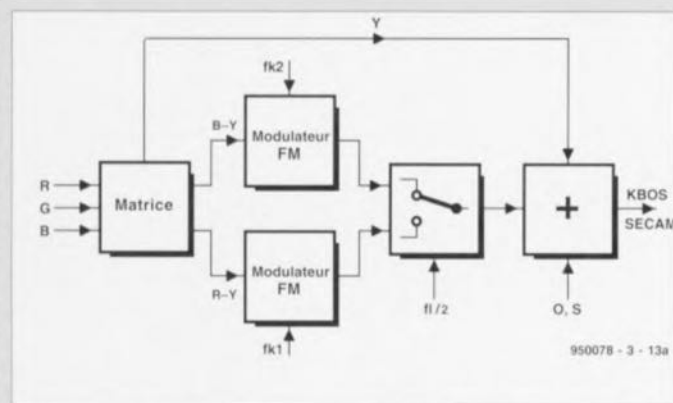 Y
fk2
B–Y
Modulateur
FM
R
G
B
Matrice
+
KBOS
SECAM
R–Y
Modulateur
FM
fk1
fl/2
O, S
950078 - 3 - 13a